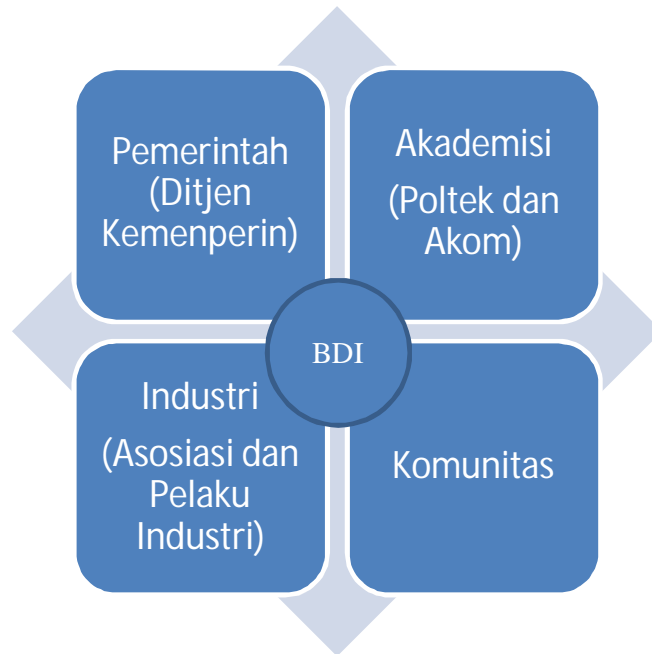 Pemerintah
(Ditjen
Kemenperin)
Akademisi
(Poltek dan
Akom)
BDI
Industri
(Asosiasi dan
Pelaku
Industri)
Komunitas